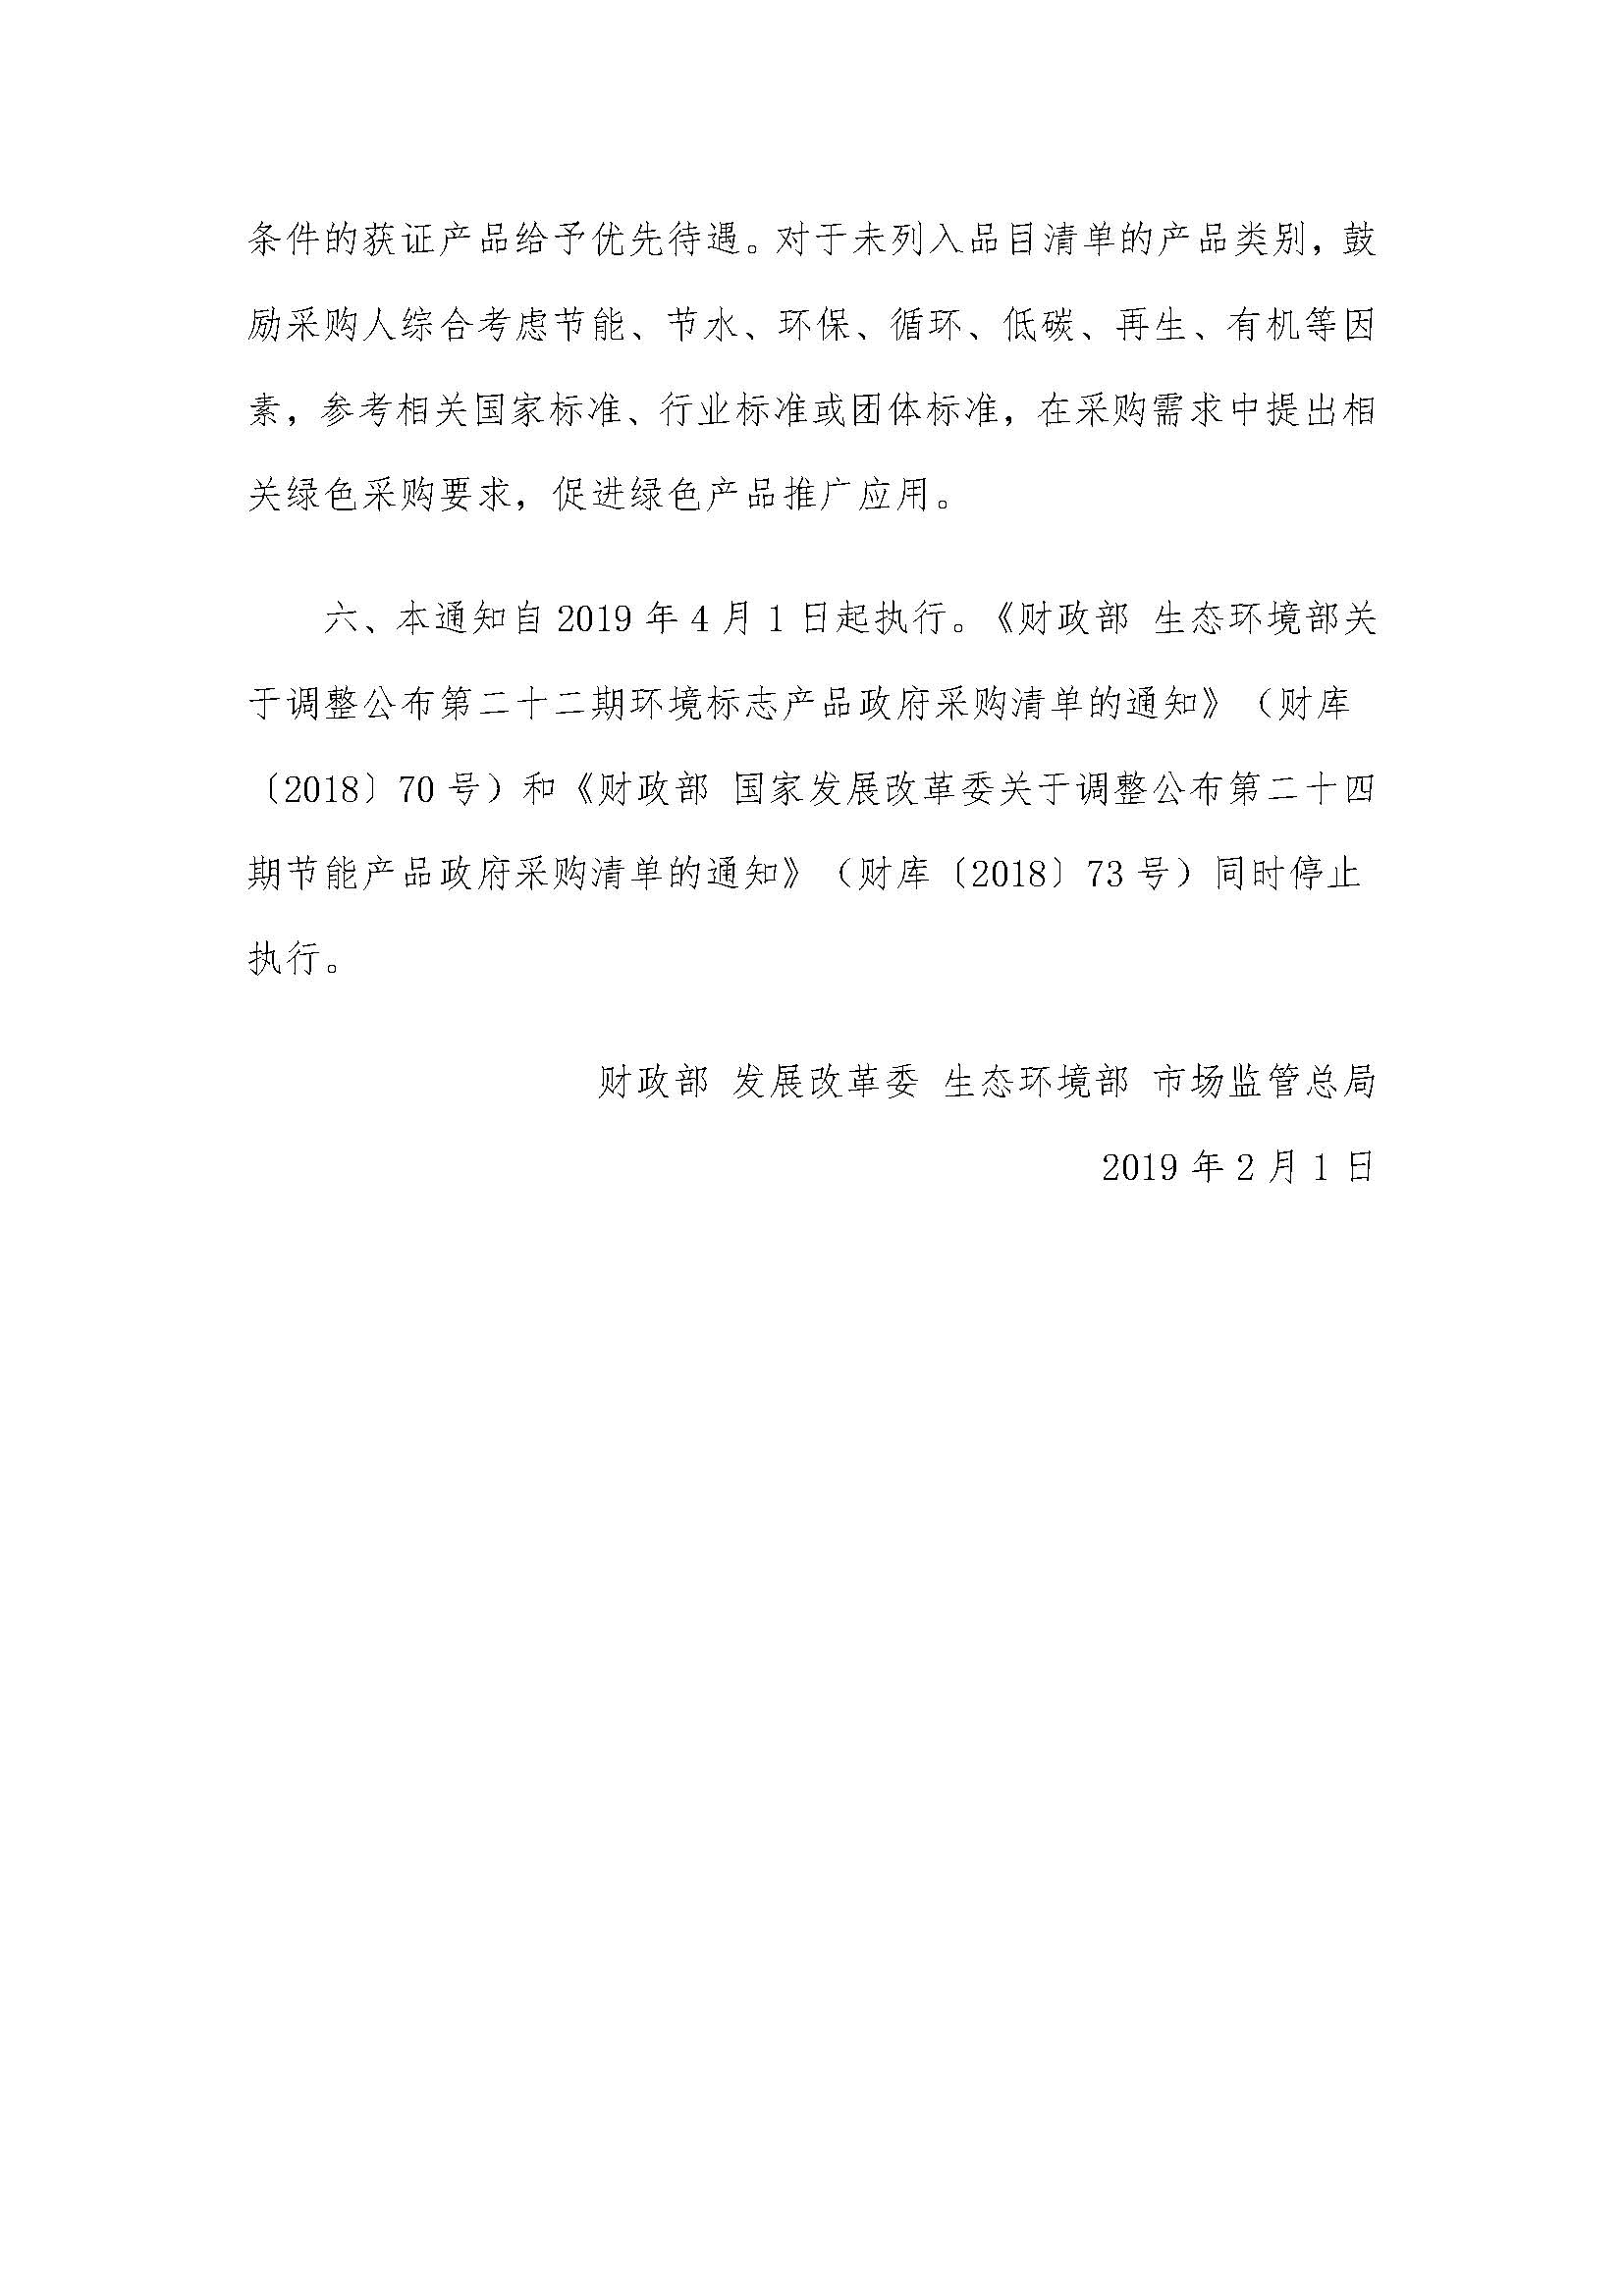 条件的获证产品给予优先待遇。对于未列入品目清单的产品类别，鼓
励采购人综合考虑节能、节水、环保、循环、低碳、再生、有机等因
素，参考相关国家标准、行业标准或团体标准，在采购需求中提出相
关绿色采购要求，促进绿色产品推广应用。
六、本通知自 2019 年 4 月 1 日起执行。《财政部 生态环境部关
于调整公布第二十二期环境标志产品政府采购清单的通知》（财库
〔2018〕70 号）和《财政部 国家发展改革委关于调整公布第二十四
期节能产品政府采购清单的通知》（财库〔2018〕73 号）同时停止
执行。
财政部 发展改革委 生态环境部 市场监管总局
2019 年 2 月 1 日